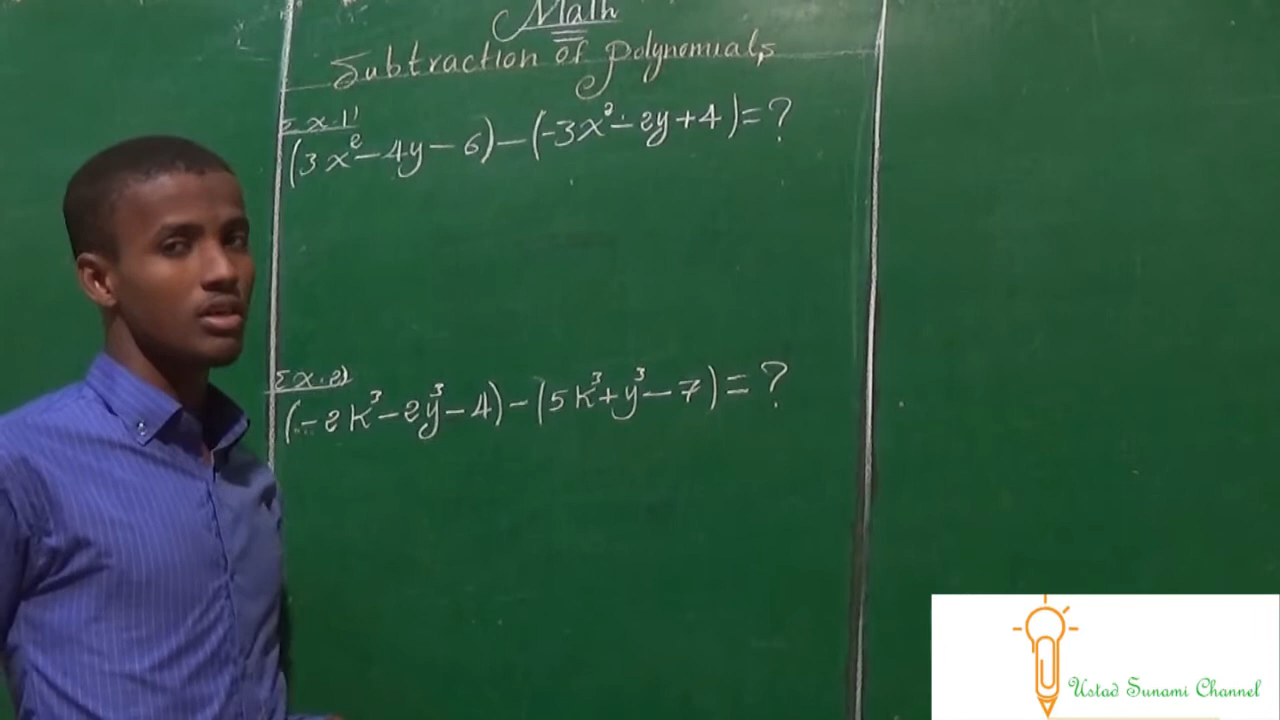 Math
Subtraction of polynomials
Ex.1)
(3x²-4y-6)-(-3x²-2y+4)=?
Ex.2)
(-2k³-2y³-4)-(5k³+y³-7)=?
Ustad Sunami Channel